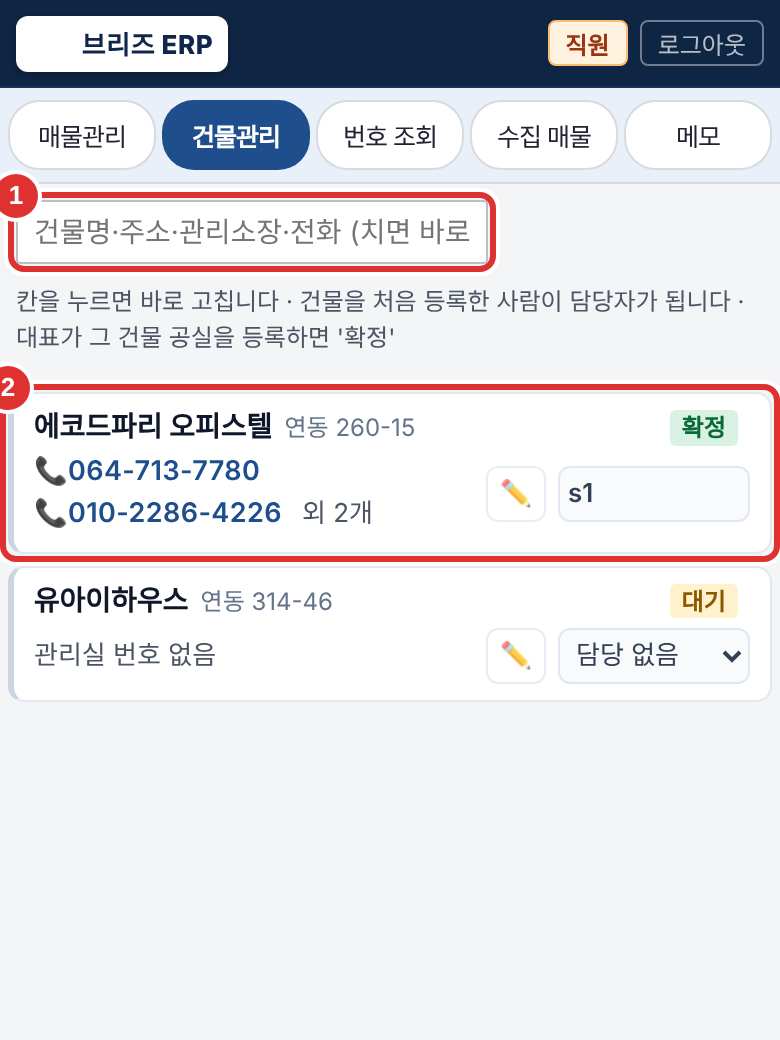 브리즈 ERP
직원
로그아웃
매물관리
건물관리
번호 조회
수집 매물
메모
1
건물명·주소·관리소장·전화 (치면 바로
칸을 누르면 바로 고칩니다 · 건물을 처음 등록한 사람이 담당자가 됩니다 ·
대표가 그 건물 공실을 등록하면 '확정'
2
에코드파리 오피스텔 연동 260-15
확정
064-713-7780
010-2286-4226 외 2개
s1
유아이하우스 연동 314-46
대기
관리실 번호 없음
담당 없음